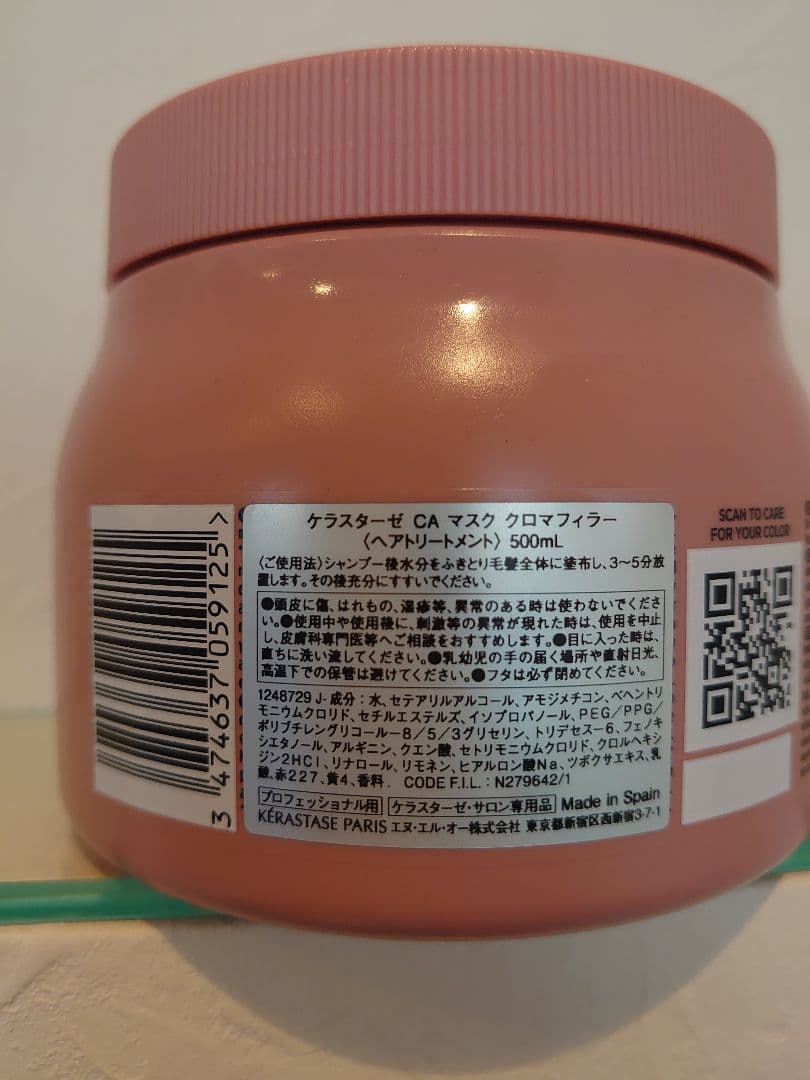 ケラスターゼ CA マスク クロマフィラー
〈ヘアトリートメント〉 500mL
〈ご使用法〉シャンプー後水分をふきとり毛髪全体に塗布し、3〜5分放
置します。その後充分にすすいでください。
●頭皮に傷、はれもの、湿疹等、異常のある時は使わないでくださ
い。●使用中や使用後に、刺激等の異常が現れた時は、使用を中止
し、皮膚科専門医等へご相談をおすすめします。●目に入った時は、
直ちに洗い流してください。●乳幼児の手の届く場所や直射日光、
高温下での保管は避けてください。●フタは必ず閉めてください。
1248729 J- 成分 : 水、セテアリルアルコール、アモジメチコン、ベヘントリ
モニウムクロリド、セチルエステルズ、イソプロパノール、PEG/PPG/
ポリブチレングリコール-8/5/3グリセリン、トリデセス-6、フェノキ
シエタノール、アルギニン、クエン酸、セトリモニウムクロリド、クロルヘキシ
ジン2HCl、リナロール、リモネン、ヒアルロン酸Na、ツボクサエキス、乳
酸、赤227、黄4、香料. CODE F.I.L. : N279642/1
プロフェッショナル用 ケラスターゼ・サロン専用品 Made in Spain
KÉRASTASE PARIS エヌ・エル・オー株式会社 東京都新宿区西新宿3-7-1
3 474637 059125 >
SCAN TO CARE
FOR YOUR COLOR